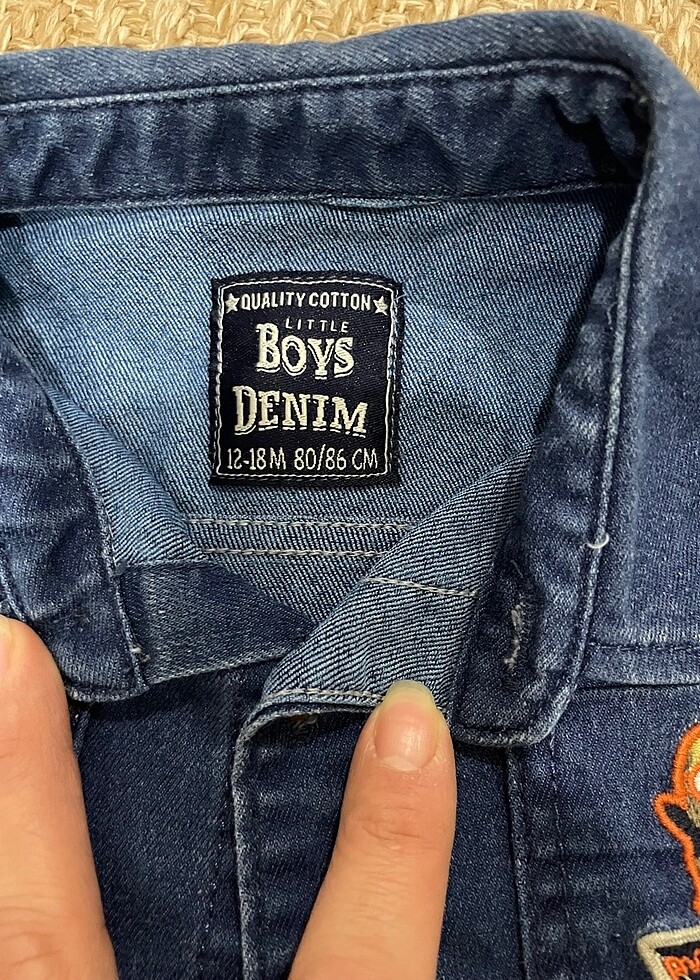 ★QUALITY COTTON★
LITTLE
BOYS
DENIM
12-18M 80/86 CM